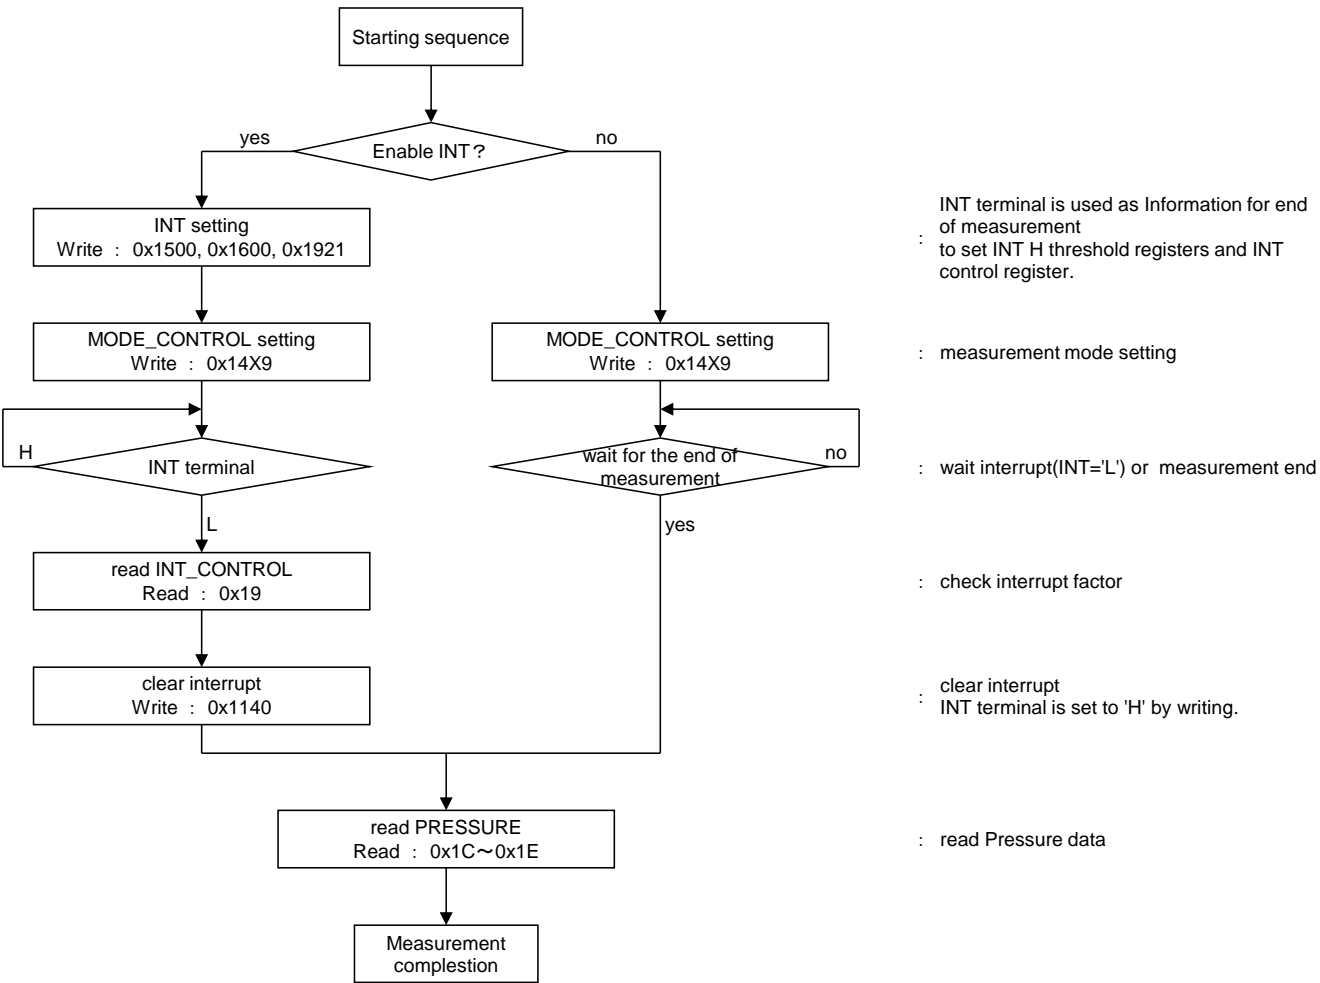 Starting sequence
yes
Enable INT？
no
INT setting
Write : 0x1500, 0x1600, 0x1921
: INT terminal is used as Information for end
of measurement
to set INT H threshold registers and INT
control register.
MODE_CONTROL setting
Write : 0x14X9
MODE_CONTROL setting
Write : 0x14X9
: measurement mode setting
H
INT terminal
wait for the end of
measurement
no
: wait interrupt(INT='L') or measurement end
L
yes
read INT_CONTROL
Read : 0x19
: check interrupt factor
clear interrupt
Write : 0x1140
: clear interrupt
INT terminal is set to 'H' by writing.
read PRESSURE
Read : 0x1C～0x1E
: read Pressure data
Measurement
complestion